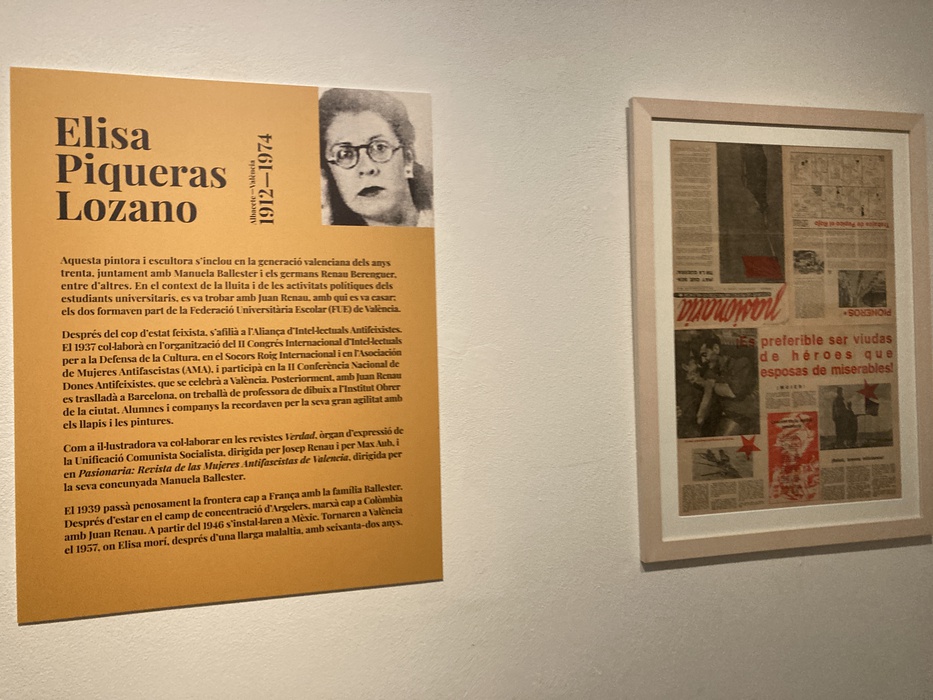 Elisa
Piqueras
Lozano
Albacete—València
1912—1974
Aquesta pintora i escultora s'inclou en la generació valenciana dels anys
trenta, juntament amb Manuela Ballester i els germans Renau Berenguer,
entre d'altres. En el context de la lluita i de les activitats polítiques dels
estudiants universitaris, es va trobar amb Juan Renau, amb qui es va casar;
els dos formaven part de la Federació Universitària Escolar (FUE) de València.
Després del cop d'estat feixista, s'afilià a l'Aliança d'Intel·lectuals Antifeixistes.
El 1937 col·laborà en l'organització del II Congrés Internacional d'Intel·lectuals
per a la Defensa de la Cultura, en el Socors Roig Internacional i en l'Asociación
de Mujeres Antifascistas (AMA), i participà en la II Conferència Nacional de
Dones Antifeixistes, que se celebrà a València. Posteriorment, amb Juan Renau
es traslladà a Barcelona, on treballà de professora de dibuix a l'Institut Obrer
de la ciutat. Alumnes i companys la recordaven per la seva gran agilitat amb
els llapis i les pintures.
Com a il·lustradora va col·laborar en les revistes Verdad, òrgan d'expressió de
la Unificació Comunista Socialista, dirigida per Josep Renau i per Max Aub, i
en Pasionaria: Revista de las Mujeres Antifascistas de Valencia, dirigida per
la seva concunyada Manuela Ballester.
El 1939 passà penosament la frontera cap a França amb la família Ballester.
Després d'estar en el camp de concentració d'Argelers, marxà cap a Colòmbia
amb Juan Renau. A partir del 1946 s'instal·laren a Mèxic. Tornaren a València
el 1957, on Elisa morí, després d'una llarga malaltia, amb seixanta-dos anys.
Pasionaria
PIONEROS
¡Es preferible ser viudas
de héroes que
esposas de miserables!